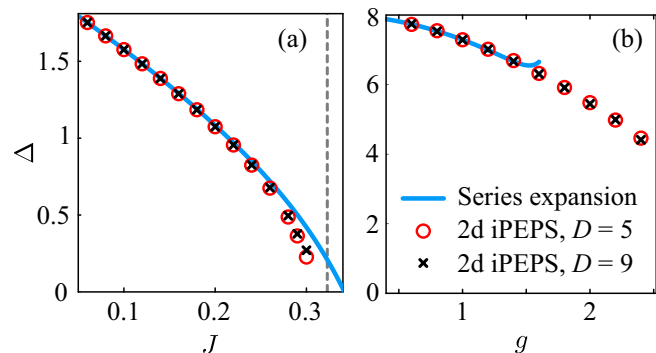 (a)
1.5
1
0.5
0
Δ
0.1
0.2
0.3
J
(b)
8
6
4
2
0
Series expansion
2d iPEPS, D = 5
2d iPEPS, D = 9
1
2
g